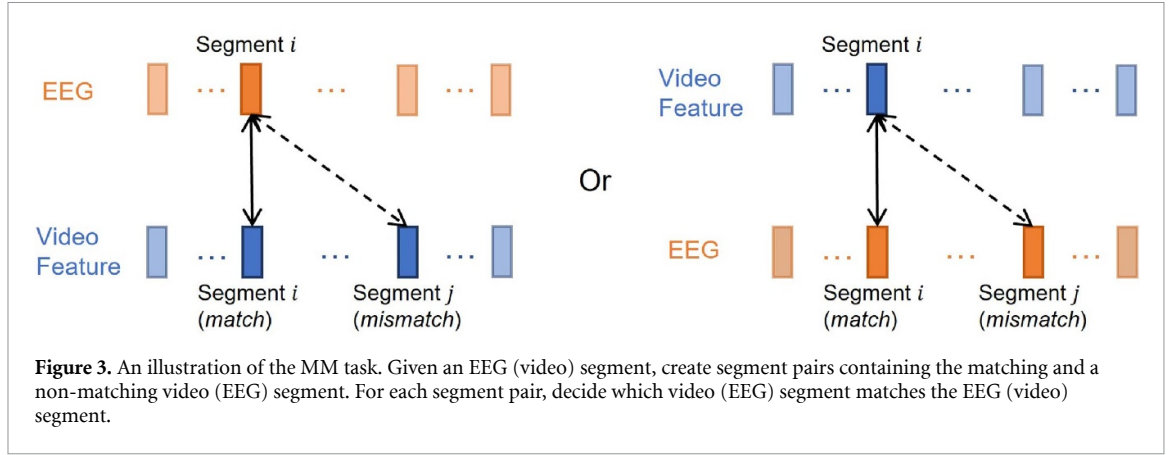 Segment i
EEG
... ... ...
Video
Feature
... ... ...
Segment i
(match)
Segment j
(mismatch)
Or
Segment i
Video
Feature
... ... ...
EEG
... ... ...
Segment i
(match)
Segment j
(mismatch)
Figure 3. An illustration of the MM task. Given an EEG (video) segment, create segment pairs containing the matching and a
non-matching video (EEG) segment. For each segment pair, decide which video (EEG) segment matches the EEG (video)
segment.